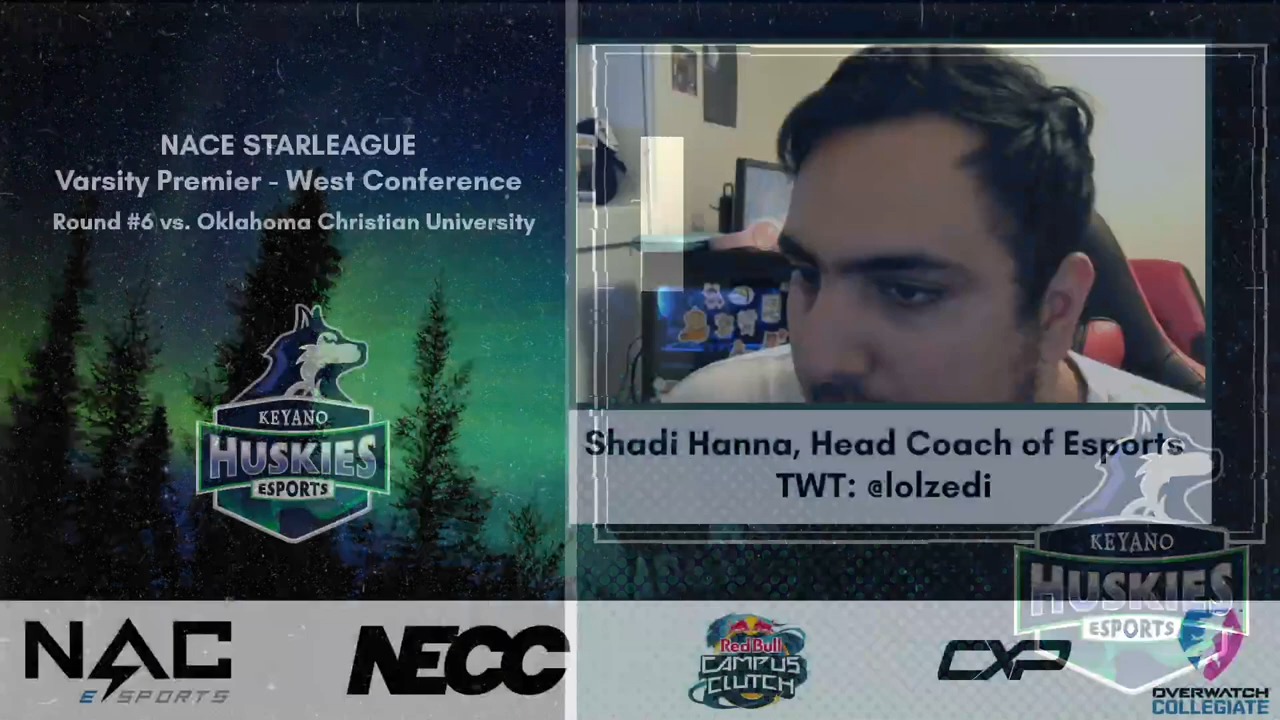 NACE STARLEAGUE
Varsity Premier - West Conference
Round #6 vs. Oklahoma Christian University
KEYANO
HUSKIES
ESPORTS
Shadi Hanna, Head Coach of Esports
TWT: @lolzedi
KEYANO
HUSKIES
ESPORTS
NAC
ESPORTS
NECC
Red Bull
CAMPUS
CLUTCH
CXP
OVERWATCH
COLLEGIATE